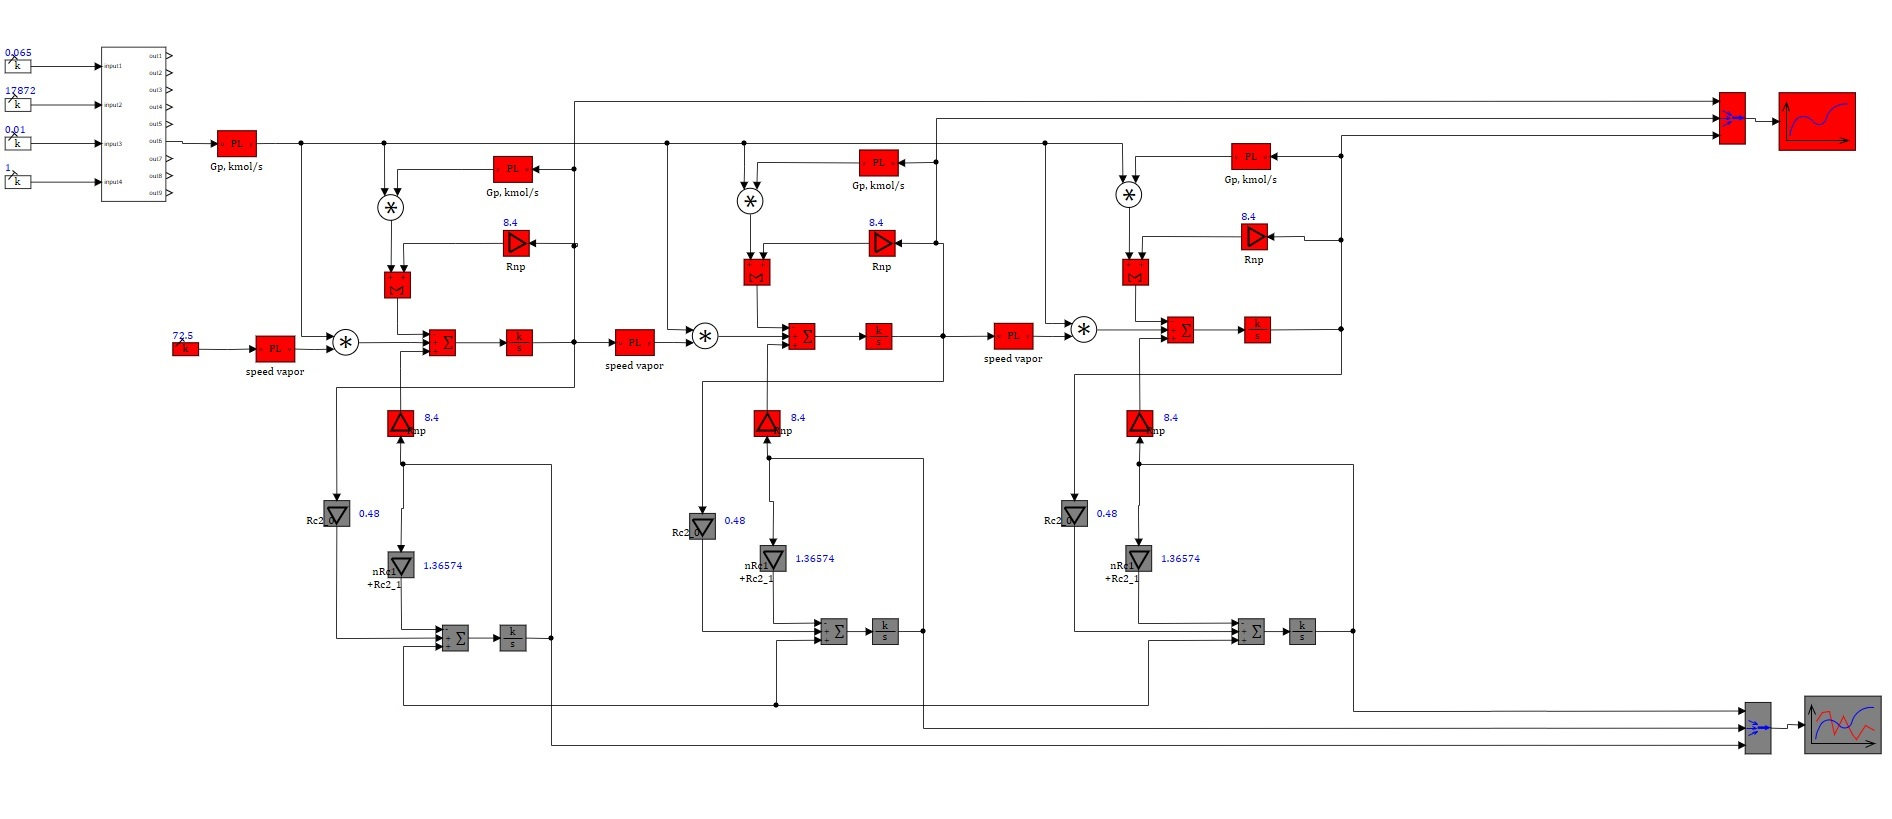 0.065
k
17872
k
0.01
k
1
k
input1
input2
input3
input4
out1
out2
out3
out4
out5
out6
out7
out8
out9
PL
Gp, kmol/s
PL
Gp, kmol/s
PL
Gp, kmol/s
PL
Gp, kmol/s
*
*
*
8.4
Rnp
8.4
Rnp
8.4
Rnp
Σ
Σ
Σ
72.5
k
PL
speed vapor
*
Σ
k
s
PL
speed vapor
*
Σ
k
s
PL
speed vapor
*
Σ
k
s
8.4
Rnp
8.4
Rnp
8.4
Rnp
Rc2_0
0.48
Rc2_0
0.48
Rc2_0
0.48
nRc1
+Rc2_1
1.36574
nRc1
+Rc2_1
1.36574
nRc1
+Rc2_1
1.36574
-
+
+
Σ
k
s
-
+
+
Σ
k
s
-
+
+
Σ
k
s